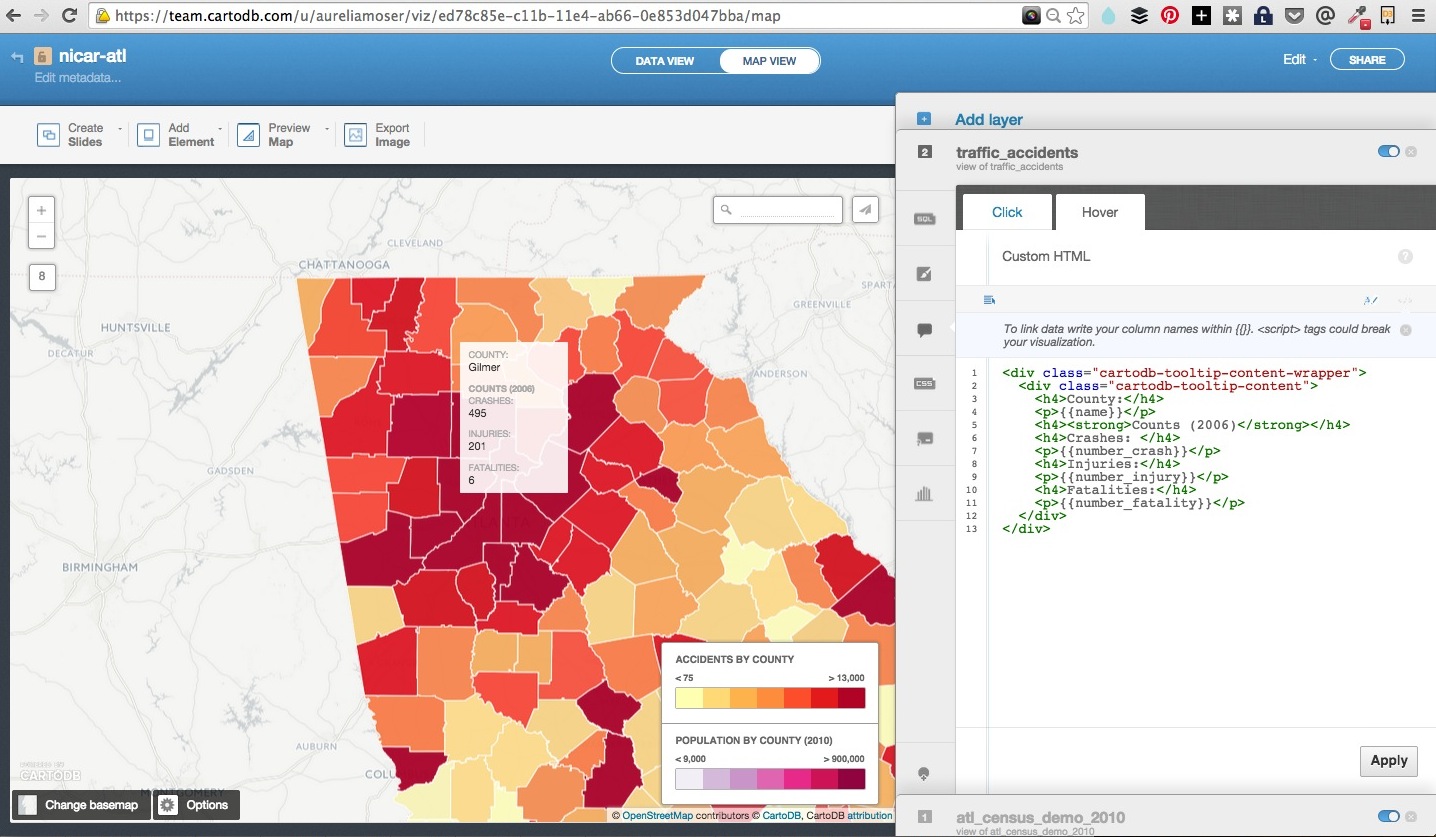 https://team.cartodb.com/u/aureliamoser/viz/ed78c85e-c11b-11e4-ab66-0e853d047bba/map
nicar-atl
Edit metadata...
DATA VIEW
MAP VIEW
Edit
SHARE
Create
Slides
Add
Element
Preview
Map
Export
Image
Add layer
2
traffic_accidents
view of traffic_accidents
SQL
CSS
Click
Hover
Custom HTML
?
To link data write your column names within {{}}. <script> tags could break
your visualization.
1 <div class="cartodb-tooltip-content-wrapper">
2 <div class="cartodb-tooltip-content">
3 <h4>County:</h4>
4 <p>{{name}}</p>
5 <h4><strong>Counts (2006)</strong></h4>
6 <h4>Crashes: </h4>
7 <p>{{number_crash}}</p>
8 <h4>Injuries:</h4>
9 <p>{{number_injury}}</p>
10 <h4>Fatalities:</h4>
11 <p>{{number_fatality}}</p>
12 </div>
13 </div>
Apply
1
atl_census_demo_2010
view of atl_census_demo_2010
+
−
8
CLEVELAND
CHATTANOOGA
SPART
GREENVILLE
HUNTSVILLE
DECATUR
ANDERSON
GADSDEN
BIRMINGHAM
AUBURN
COLU
MONTGOMERY
COUNTY:
Gilmer
COUNTS (2006)
CRASHES:
495
INJURIES:
201
FATALITIES:
6
ACCIDENTS BY COUNTY
< 75 > 13,000
POPULATION BY COUNTY (2010)
< 9,000 > 900,000
CARTODB
Change basemap
Options
© OpenStreetMap contributors © CartoDB, CartoDB attribution